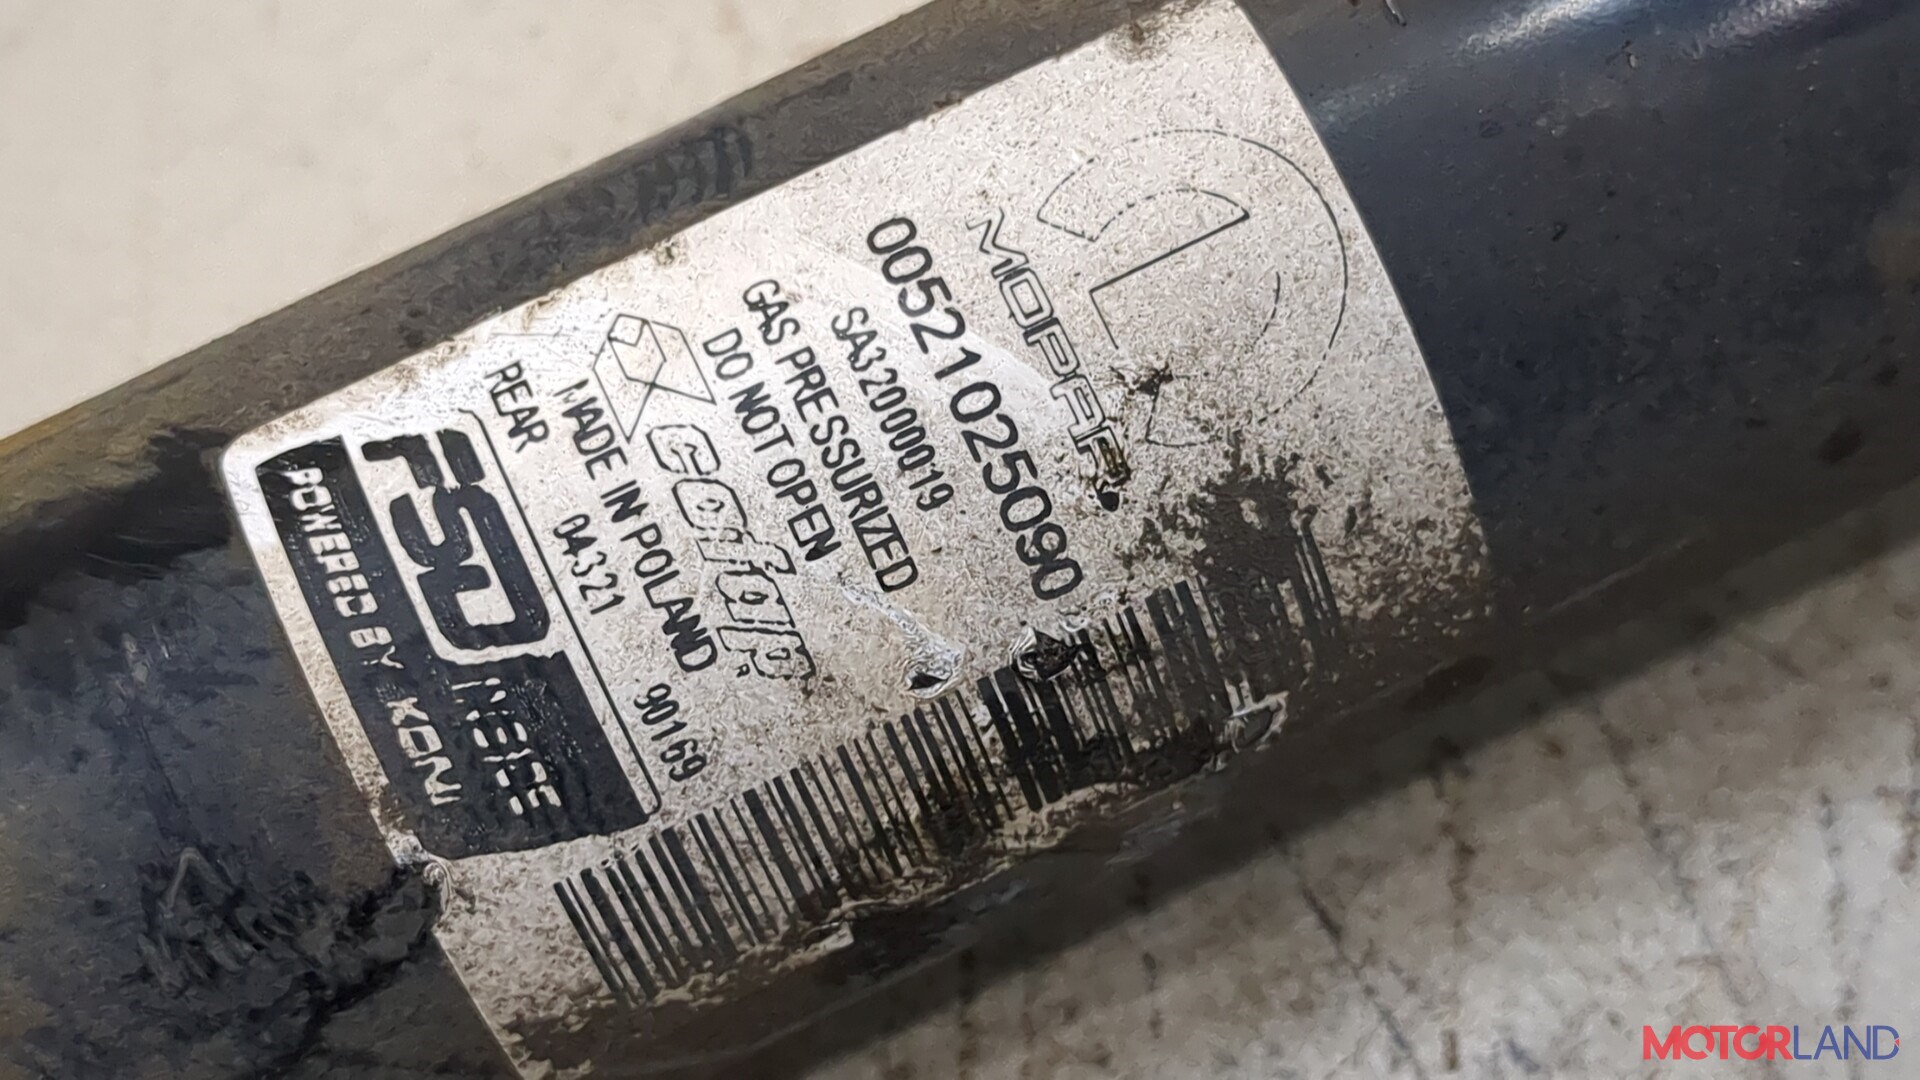 MOPAR
00521025090
SA32000019
GAS PRESSURIZED
DO NOT OPEN
Cofap
MADE IN POLAND
REAR 04321 90169
FSD
POWERED BY KONI
MOTORLAND